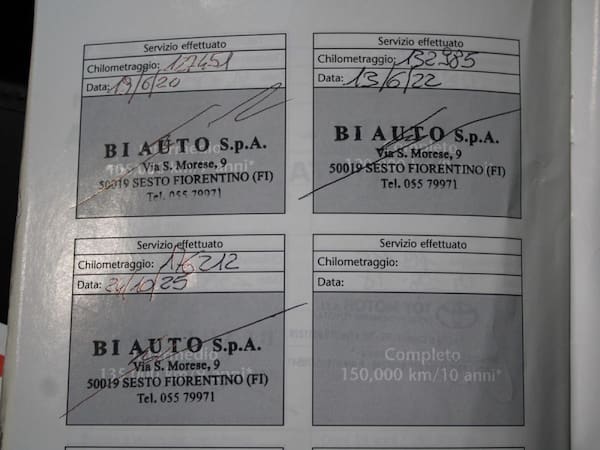 Servizio effettuato
Chilometraggio: 117451
Data: 19/6/20
BI AUTO S.p.A.
Via S. Morese, 9
50019 SESTO FIORENTINO (FI)
Tel. 055 79971
Servizio effettuato
Chilometraggio: 132985
Data: 13/6/22
BI AUTO S.p.A.
Via S. Morese, 9
50019 SESTO FIORENTINO (FI)
Tel. 055 79971
Servizio effettuato
Chilometraggio: 176212
Data: 24/10/25
BI AUTO S.p.A.
Via S. Morese, 9
50019 SESTO FIORENTINO (FI)
Tel. 055 79971
Servizio effettuato
Chilometraggio:
Data:
Completo
150,000 km/10 anni*